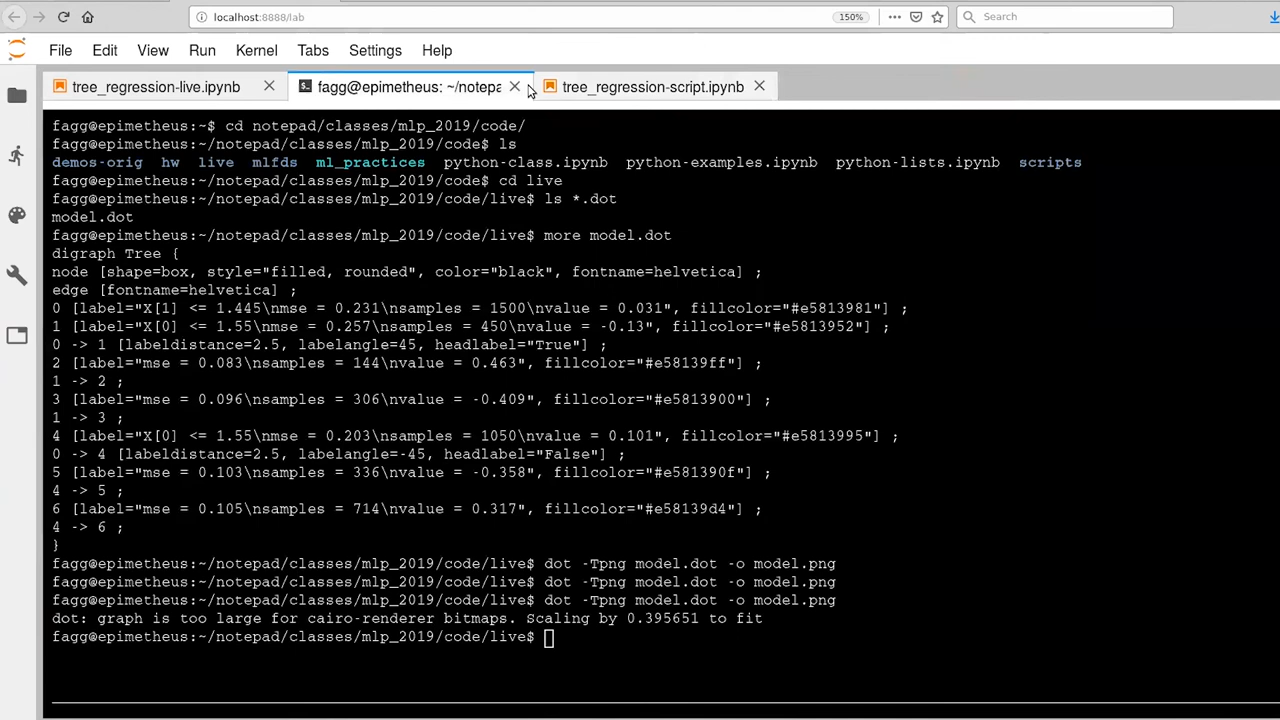 localhost:8888/lab
150%
Search
File Edit View Run Kernel Tabs Settings Help
tree_regression-live.ipynb
fagg@epimetheus: ~/notepa
tree_regression-script.ipynb
fagg@epimetheus:~$ cd notepad/classes/mlp_2019/code/
fagg@epimetheus:~/notepad/classes/mlp_2019/code$ ls
demos-orig hw live mlfds ml_practices python-class.ipynb python-examples.ipynb python-lists.ipynb scripts
fagg@epimetheus:~/notepad/classes/mlp_2019/code$ cd live
fagg@epimetheus:~/notepad/classes/mlp_2019/code/live$ ls *.dot
model.dot
fagg@epimetheus:~/notepad/classes/mlp_2019/code/live$ more model.dot
digraph Tree {
node [shape=box, style="filled, rounded", color="black", fontname=helvetica] ;
edge [fontname=helvetica] ;
0 [label="X[1] <= 1.445\nmse = 0.231\nsamples = 1500\nvalue = 0.031", fillcolor="#e5813981"] ;
1 [label="X[0] <= 1.55\nmse = 0.257\nsamples = 450\nvalue = -0.13", fillcolor="#e5813952"] ;
0 -> 1 [labeldistance=2.5, labelangle=45, headlabel="True"] ;
2 [label="mse = 0.083\nsamples = 144\nvalue = 0.463", fillcolor="#e58139ff"] ;
1 -> 2 ;
3 [label="mse = 0.096\nsamples = 306\nvalue = -0.409", fillcolor="#e5813900"] ;
1 -> 3 ;
4 [label="X[0] <= 1.55\nmse = 0.203\nsamples = 1050\nvalue = 0.101", fillcolor="#e5813995"] ;
0 -> 4 [labeldistance=2.5, labelangle=-45, headlabel="False"] ;
5 [label="mse = 0.103\nsamples = 336\nvalue = -0.358", fillcolor="#e581390f"] ;
4 -> 5 ;
6 [label="mse = 0.105\nsamples = 714\nvalue = 0.317", fillcolor="#e58139d4"] ;
4 -> 6 ;
}
fagg@epimetheus:~/notepad/classes/mlp_2019/code/live$ dot -Tpng model.dot -o model.png
fagg@epimetheus:~/notepad/classes/mlp_2019/code/live$ dot -Tpng model.dot -o model.png
fagg@epimetheus:~/notepad/classes/mlp_2019/code/live$ dot -Tpng model.dot -o model.png
dot: graph is too large for cairo-renderer bitmaps. Scaling by 0.395651 to fit
fagg@epimetheus:~/notepad/classes/mlp_2019/code/live$